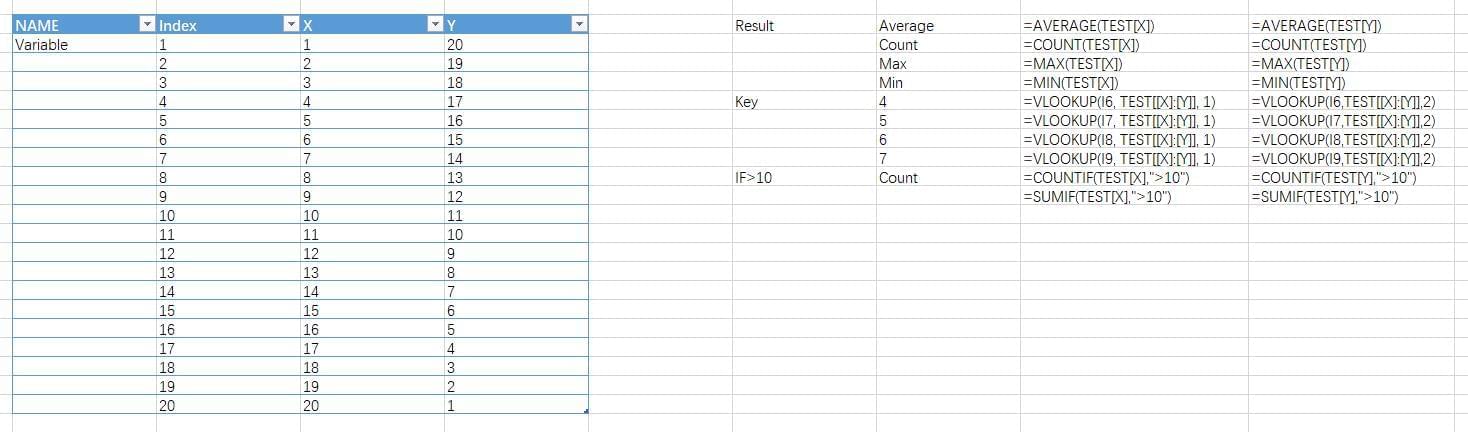 NAME Index X Y Result Average =AVERAGE(TEST[X]) =AVERAGE(TEST[Y])
Variable 1 1 20 Count =COUNT(TEST[X]) =COUNT(TEST[Y])
2 2 19 Max =MAX(TEST[X]) =MAX(TEST[Y])
3 3 18 Min =MIN(TEST[X]) =MIN(TEST[Y])
4 4 17 Key 4 =VLOOKUP(I6, TEST[[X]:[Y]], 1) =VLOOKUP(I6,TEST[[X]:[Y]],2)
5 5 16 5 =VLOOKUP(I7, TEST[[X]:[Y]], 1) =VLOOKUP(I7,TEST[[X]:[Y]],2)
6 6 15 6 =VLOOKUP(I8, TEST[[X]:[Y]], 1) =VLOOKUP(I8,TEST[[X]:[Y]],2)
7 7 14 7 =VLOOKUP(I9, TEST[[X]:[Y]], 1) =VLOOKUP(I9,TEST[[X]:[Y]],2)
8 8 13 IF>10 Count =COUNTIF(TEST[X],">10") =COUNTIF(TEST[Y],">10")
9 9 12 =SUMIF(TEST[X],">10") =SUMIF(TEST[Y],">10")
10 10 11
11 11 10
12 12 9
13 13 8
14 14 7
15 15 6
16 16 5
17 17 4
18 18 3
19 19 2
20 20 1